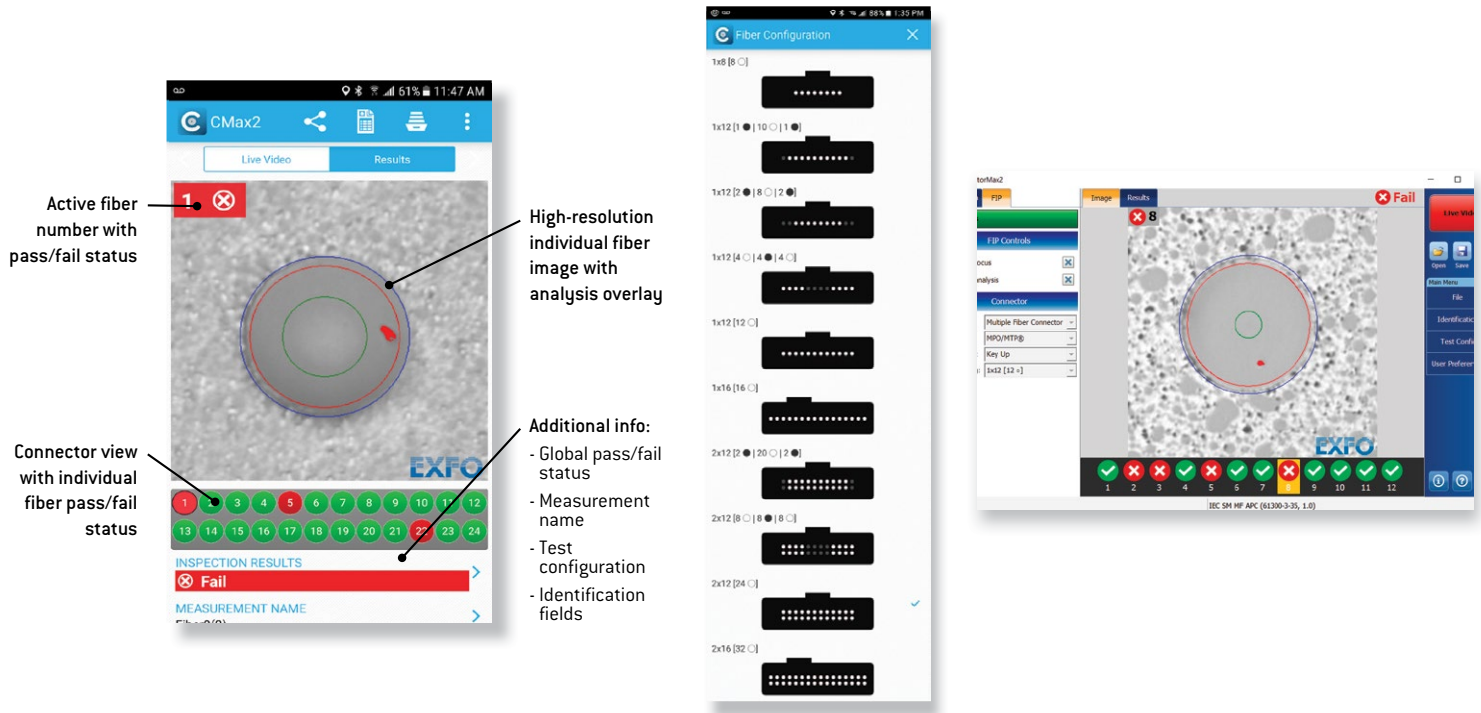 Active fiber
number with
pass/fail status
Connector view
with individual
fiber pass/fail
status
61% 11:47 AM
CMax2
Live Video Results
1
EXFO
1 2 3 4 5 6 7 8 9 10 11 12
13 14 15 16 17 18 19 20 21 22 23 24
INSPECTION RESULTS
Fail
MEASUREMENT NAME
High-resolution
individual fiber
image with
analysis overlay
Additional info:
- Global pass/fail
status
- Measurement
name
- Test
configuration
- Identification
fields
88% 1:35 PM
Fiber Configuration
1x8 [8 ○]
1x12 [1 ● | 10 ○ | 1 ●]
1x12 [2 ● | 8 ○ | 2 ●]
1x12 [4 ○ | 4 ● | 4 ○]
1x12 [12 ○]
1x16 [16 ○]
2x12 [2 ● | 20 ○ | 2 ●]
2x12 [8 ○ | 8 ● | 8 ○]
2x12 [24 ○]
2x16 [32 ○]
torMax2
FIP Image Results Fail
8
Live Vid
FIP Controls
ocus
nalysis
Open Save
Main Menu
Connector
File
Multiple Fiber Connector
Identificatio
MPO/MTP®
Test Confi
Key Up
1x12 [12 ○]
User Preferen
EXFO
1 2 3 4 5 6 7 8 9 10 11 12
IEC SM MF APC (61300-3-35, 1.0)